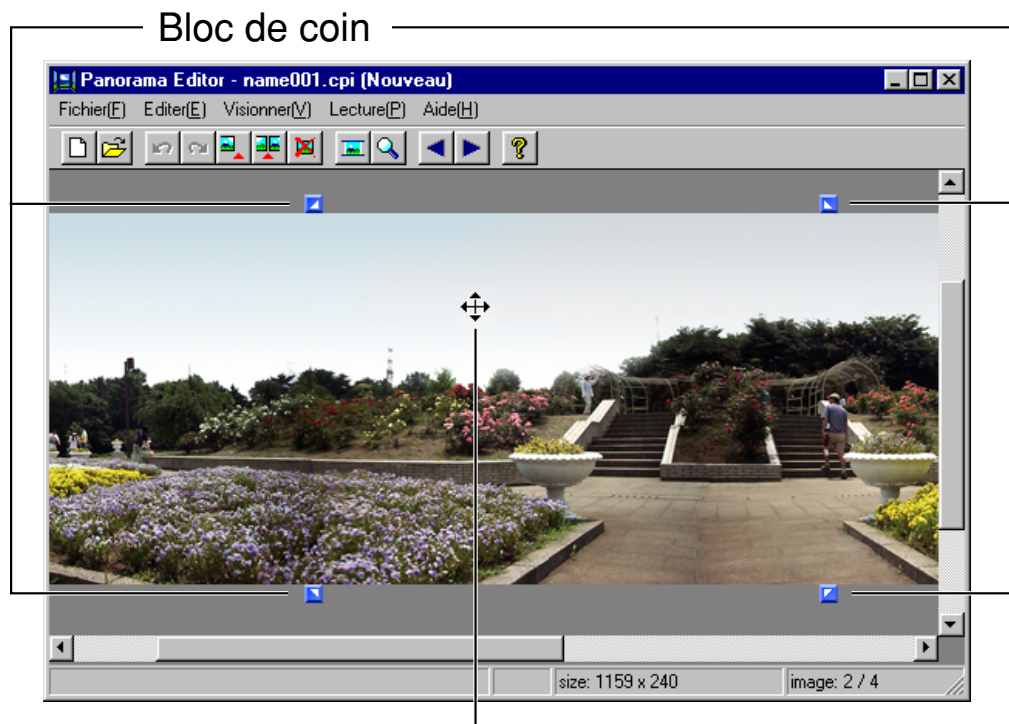 Bloc de coin
Panorama Editor - name001.cpi (Nouveau)
Fichier(F) Editer(E) Visionner(V) Lecture(P) Aide(H)
size: 1159 x 240 image: 2 / 4